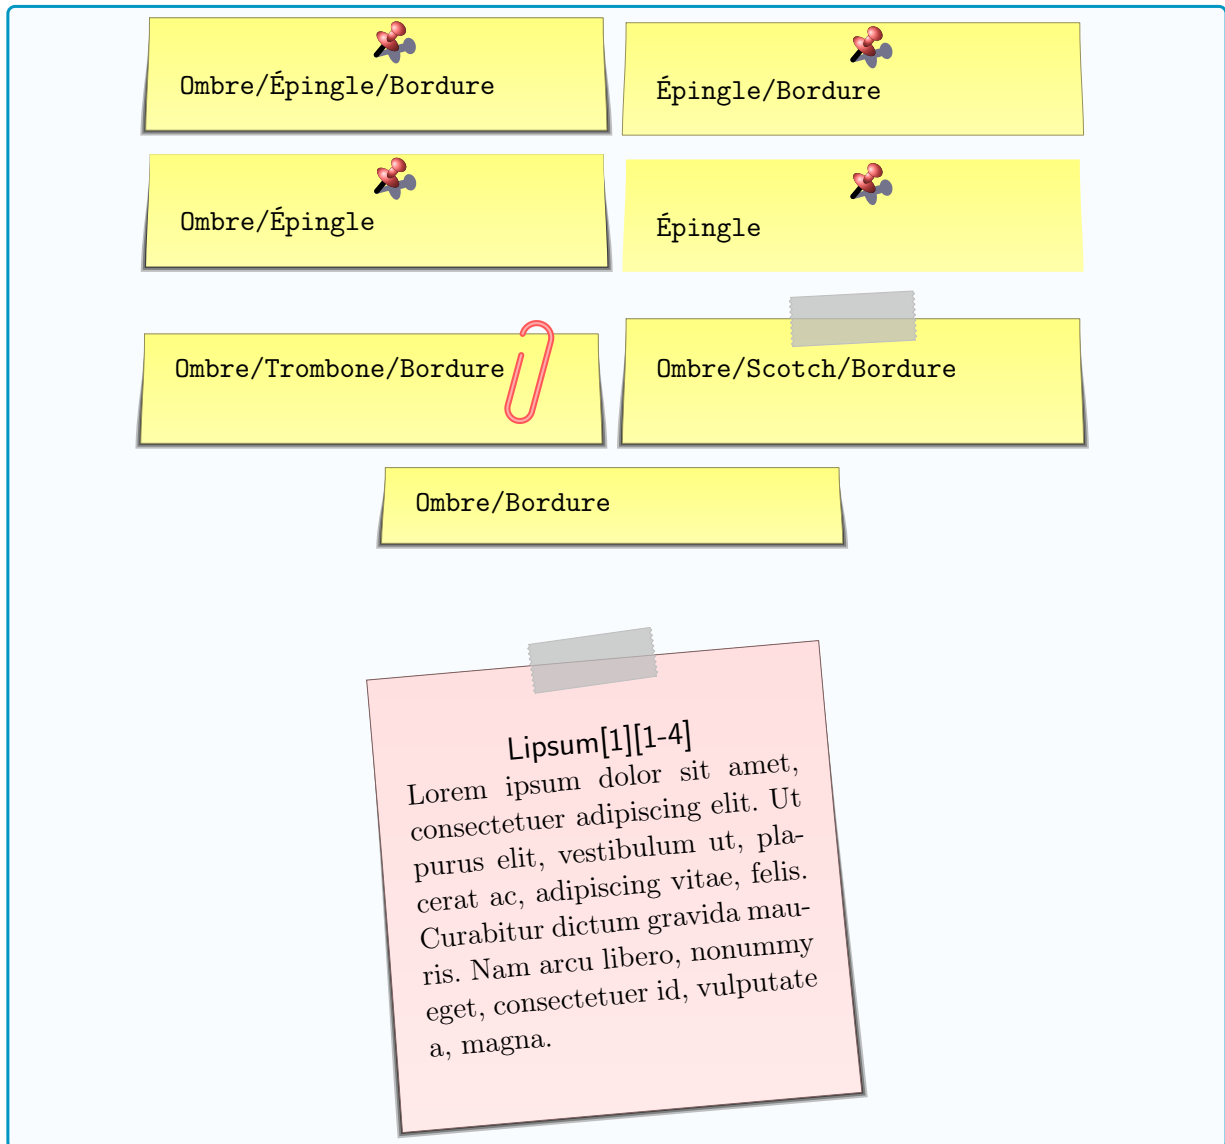 Ombre/Épingle/Bordure
Épingle/Bordure
Ombre/Épingle
Épingle
Ombre/Trombone/Bordure
Ombre/Scotch/Bordure
Ombre/Bordure
Lipsum[1][1-4]
Lorem ipsum dolor sit amet,
consectetuer adipiscing elit. Ut
purus elit, vestibulum ut, pla-
cerat ac, adipiscing vitae, felis.
Curabitur dictum gravida mau-
ris. Nam arcu libero, nonummy
eget, consectetuer id, vulputate
a, magna.